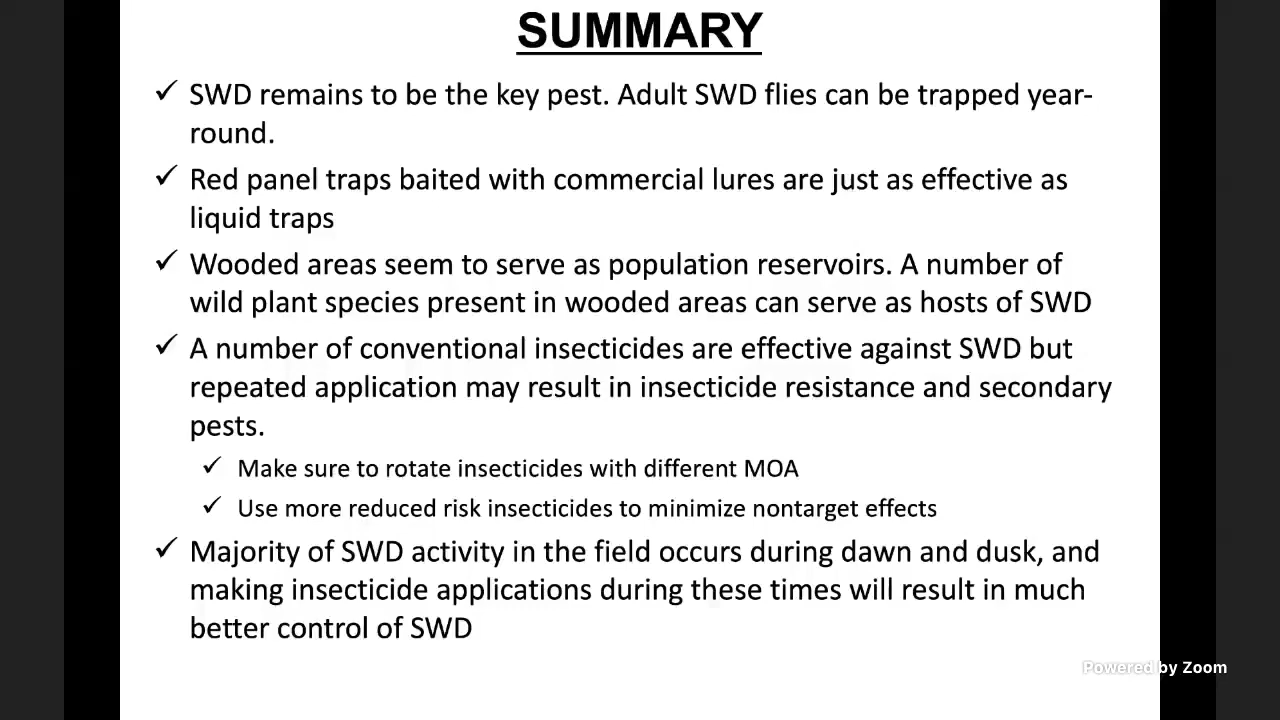 SUMMARY
✓ SWD remains to be the key pest. Adult SWD flies can be trapped year-
round.
✓ Red panel traps baited with commercial lures are just as effective as
liquid traps
✓ Wooded areas seem to serve as population reservoirs. A number of
wild plant species present in wooded areas can serve as hosts of SWD
✓ A number of conventional insecticides are effective against SWD but
repeated application may result in insecticide resistance and secondary
pests.
✓ Make sure to rotate insecticides with different MOA
✓ Use more reduced risk insecticides to minimize nontarget effects
✓ Majority of SWD activity in the field occurs during dawn and dusk, and
making insecticide applications during these times will result in much
better control of SWD
Powered by Zoom